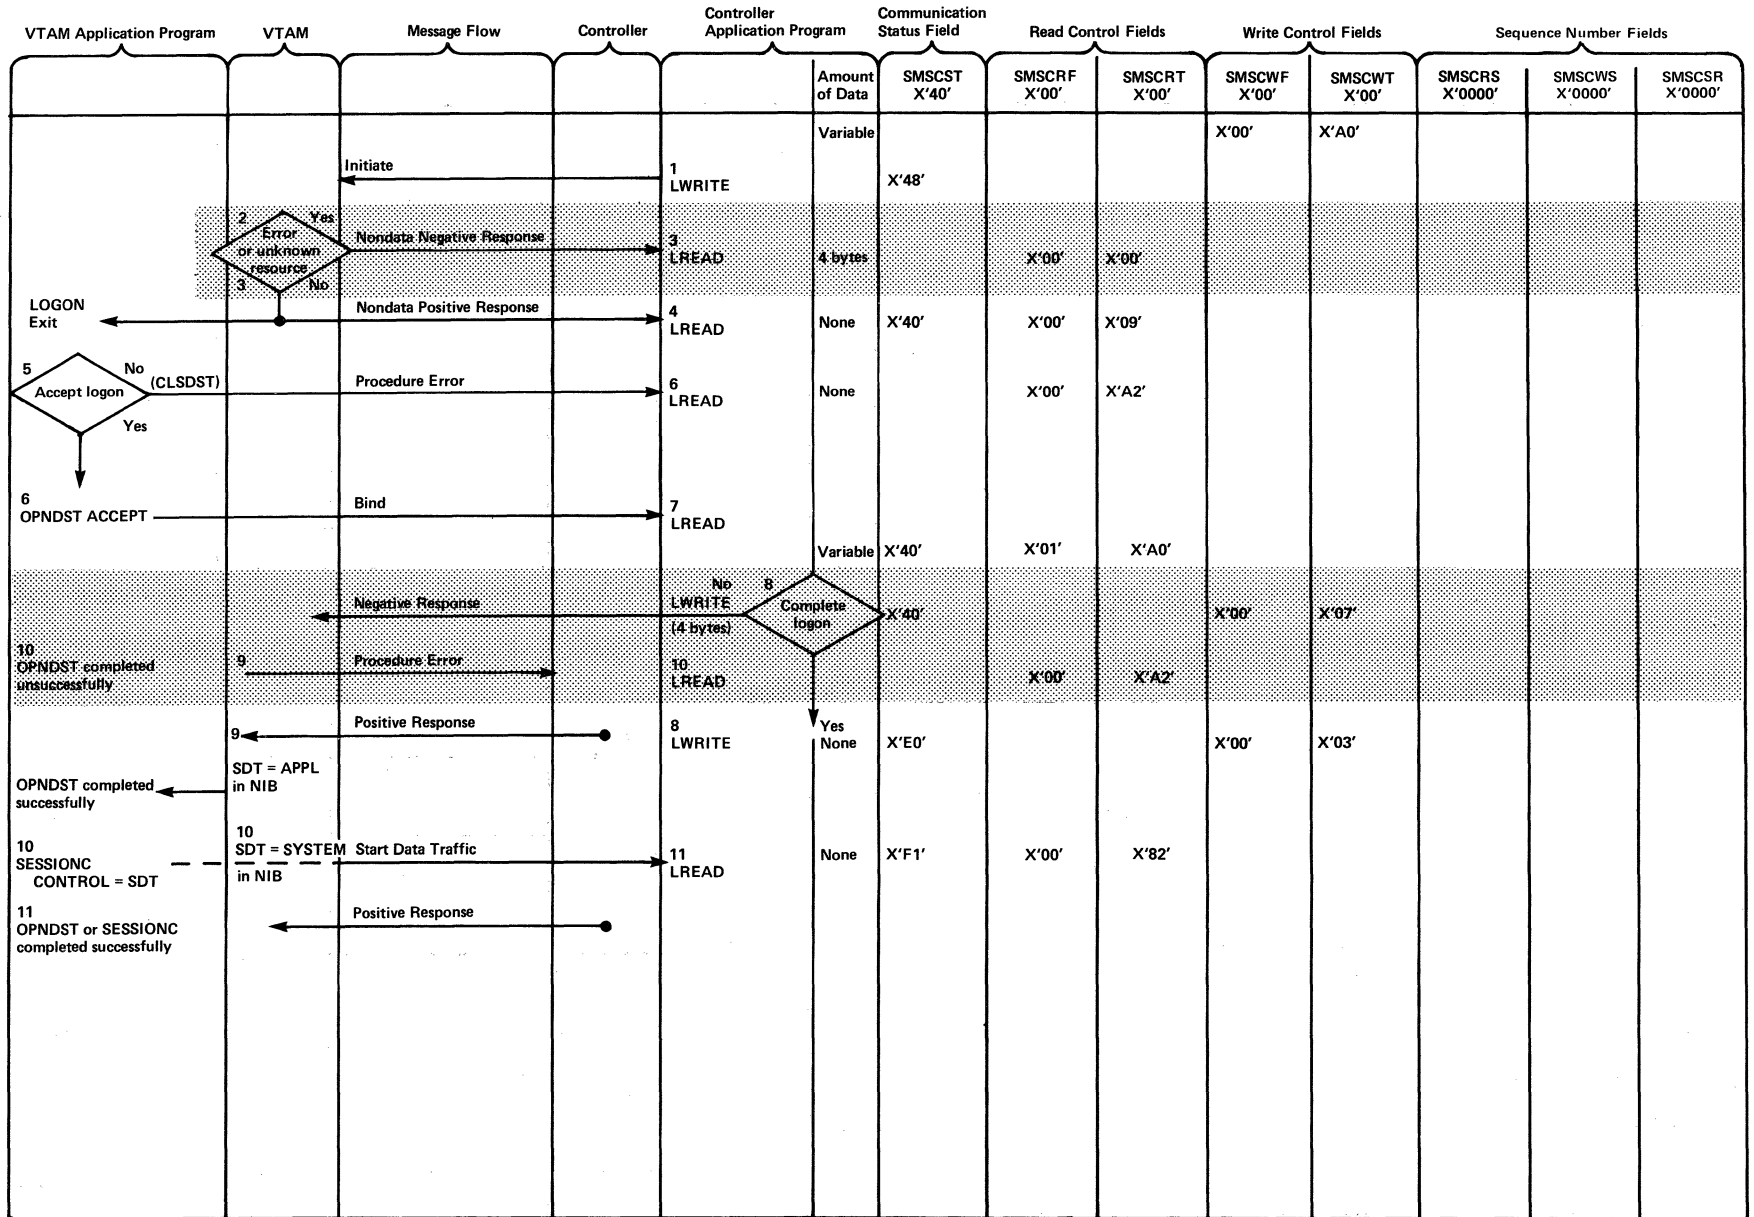 VTAM Application Program
VTAM
Message Flow
Controller
Controller
Application Program
Communication
Status Field
Read Control Fields
Write Control Fields
Sequence Number Fields
Amount
of Data
SMSCST
X'40'
SMSCRF
X'00'
SMSCRT
X'00'
SMSCWF
X'00'
SMSCWT
X'00'
SMSCRS
X'0000'
SMSCWS
X'0000'
SMSCSR
X'0000'
Variable
X'00'
X'A0'
Initiate
1
LWRITE
X'48'
2
Yes
Error
or unknown
resource
3
No
Nondata Negative Response
3
LREAD
4 bytes
X'00'
X'00'
LOGON
Exit
Nondata Positive Response
4
LREAD
None
X'40'
X'00'
X'09'
5
No
(CLSDST)
Accept logon
Yes
Procedure Error
6
LREAD
None
X'00'
X'A2'
6
OPNDST ACCEPT
Bind
7
LREAD
Variable
X'40'
X'01'
X'A0'
No
8
Complete
logon
Negative Response
LWRITE
(4 bytes)
X'40'
X'00'
X'07'
10
OPNDST completed
unsuccessfully
9
Procedure Error
10
LREAD
X'00'
X'A2'
Positive Response
9
8
LWRITE
Yes
None
X'E0'
X'00'
X'03'
SDT = APPL
in NIB
OPNDST completed
successfully
10
SESSIONC
CONTROL = SDT
10
SDT = SYSTEM
in NIB
Start Data Traffic
11
LREAD
None
X'F1'
X'00'
X'82'
11
OPNDST or SESSIONC
completed successfully
Positive Response